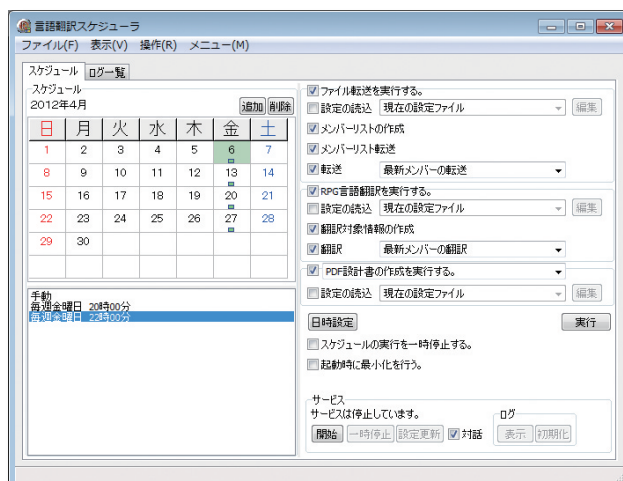 言語翻訳スケジューラ
ファイル(F) 表示(V) 操作(R) メニュー(M)
スケジュール ログ一覧
スケジュール
2012年4月 追加 削除
日 月 火 水 木 金 土
1 2 3 4 5 6 7
8 9 10 11 12 13 14
15 16 17 18 19 20 21
22 23 24 25 26 27 28
29 30
手動
毎週金曜日 20時00分
毎週金曜日 22時00分
ファイル転送を実行する。
設定の読込 現在の設定ファイル 編集
メンバーリストの作成
メンバーリスト転送
転送 最新メンバーの転送
RPG言語翻訳を実行する。
設定の読込 現在の設定ファイル 編集
翻訳対象情報の作成
翻訳 最新メンバーの翻訳
PDF設計書の作成を実行する。
設定の読込 現在の設定ファイル 編集
日時設定 実行
スケジュールの実行を一時停止する。
起動時に最小化を行う。
サービス
サービスは停止しています。 ログ
開始 一時停止 設定更新 対話 表示 初期化